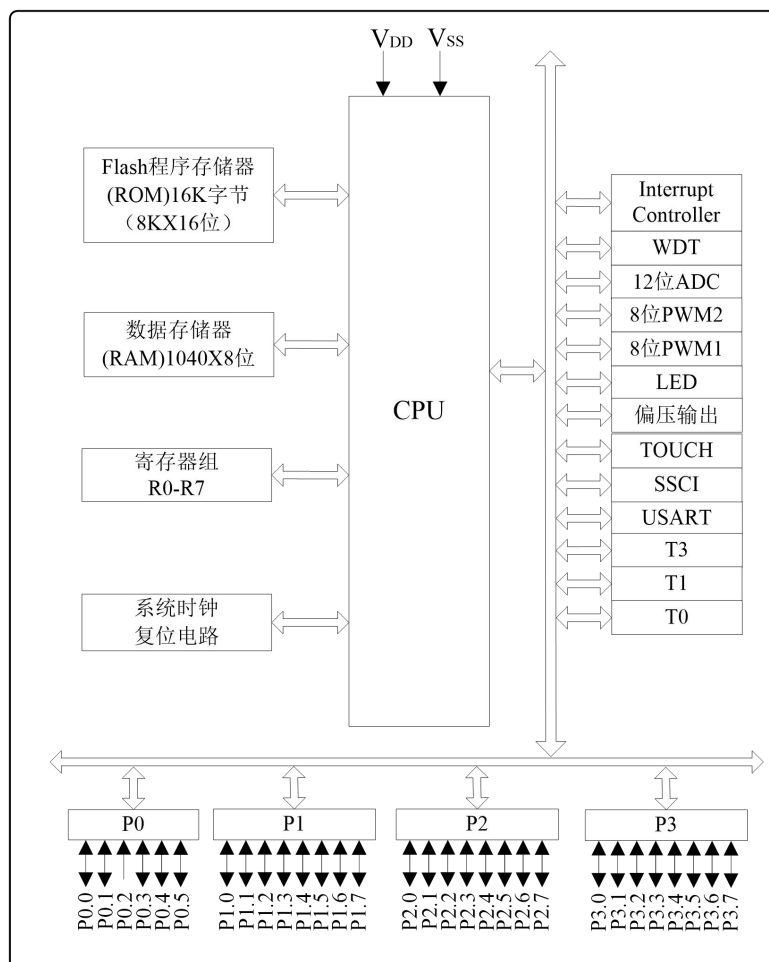 VDD VSS
Flash程序存储器
(ROM)16K字节
（8KX16位）
数据存储器
(RAM)1040X8位
寄存器组
R0-R7
系统时钟
复位电路
CPU
Interrupt
Controller
WDT
12位ADC
8位PWM2
8位PWM1
LED
偏压输出
TOUCH
SSCI
USART
T3
T1
T0
P0
P1
P2
P3
P0.0
P0.1
P0.2
P0.3
P0.4
P0.5
P1.0
P1.1
P1.2
P1.3
P1.4
P1.5
P1.6
P1.7
P2.0
P2.1
P2.2
P2.3
P2.4
P2.5
P2.6
P2.7
P3.0
P3.1
P3.2
P3.3
P3.4
P3.5
P3.6
P3.7